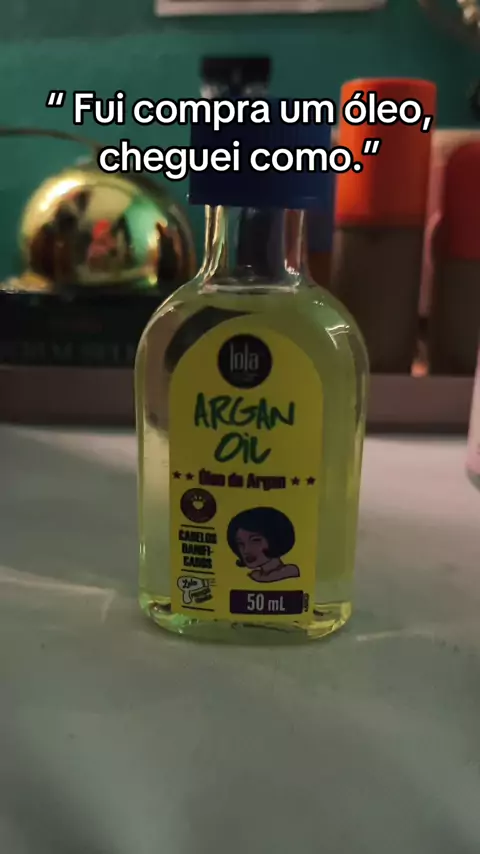 “ Fui compra um óleo,
cheguei como.”
lola
ARGAN
OiL
Óleo de Argan
CABELOS
DANIFI-
CADOS
50 mL